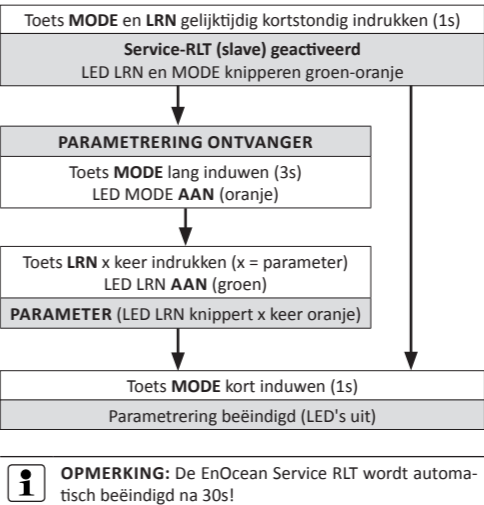 Toets MODE en LRN gelijktijdig kortstondig indrukken (1s)
Service-RLT (slave) geactiveerd
LED LRN en MODE knipperen groen-oranje
PARAMETRERING ONTVANGER
Toets MODE lang induwen (3s)
LED MODE AAN (oranje)
Toets LRN x keer indrukken (x = parameter)
LED LRN AAN (groen)
PARAMETER (LED LRN knippert x keer oranje)
Toets MODE kort induwen (1s)
Parametrering beëindigd (LED's uit)
i OPMERKING: De EnOcean Service RLT wordt automa-
tisch beëindigd na 30s!